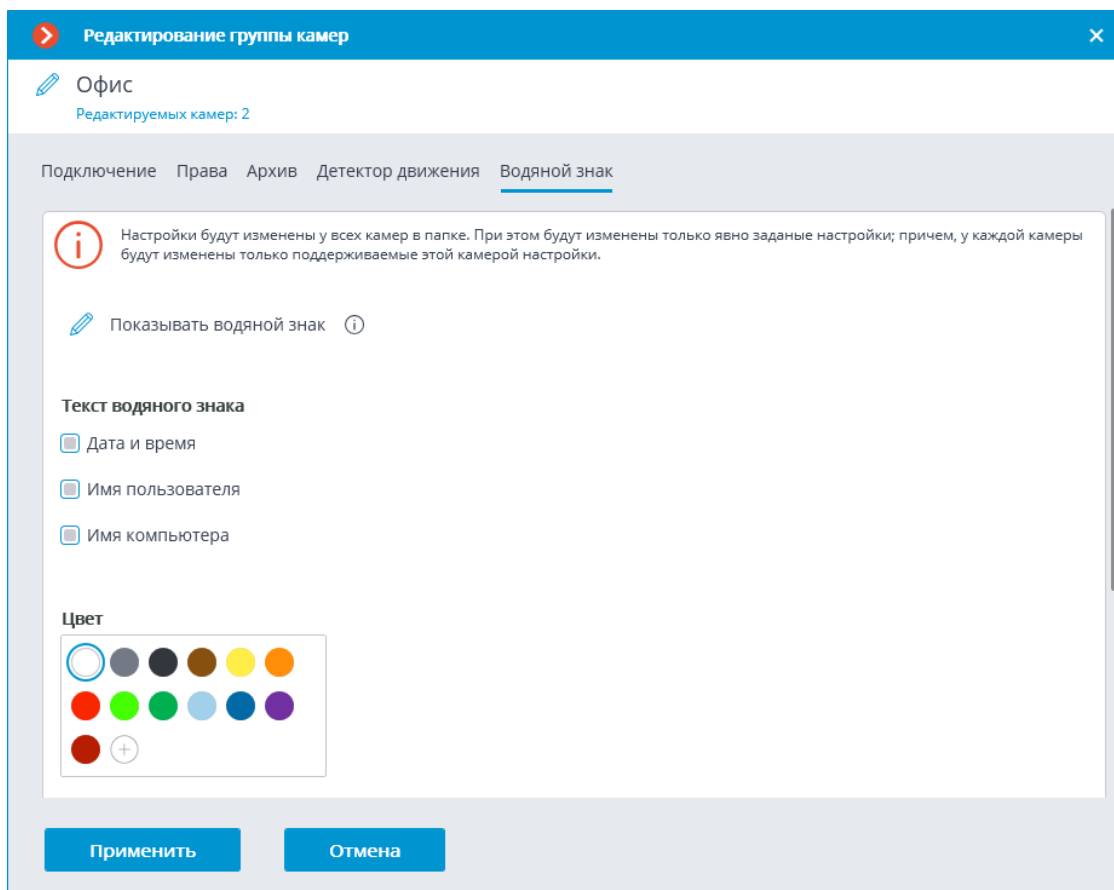 Редактирование группы камер
Офис
Редактируемых камер: 2
Подключение Права Архив Детектор движения Водяной знак
Настройки будут изменены у всех камер в папке. При этом будут изменены только явно заданые настройки; причем, у каждой камеры
будут изменены только поддерживаемые этой камерой настройки.
Показывать водяной знак
Текст водяного знака
Дата и время
Имя пользователя
Имя компьютера
Цвет
Применить Отмена